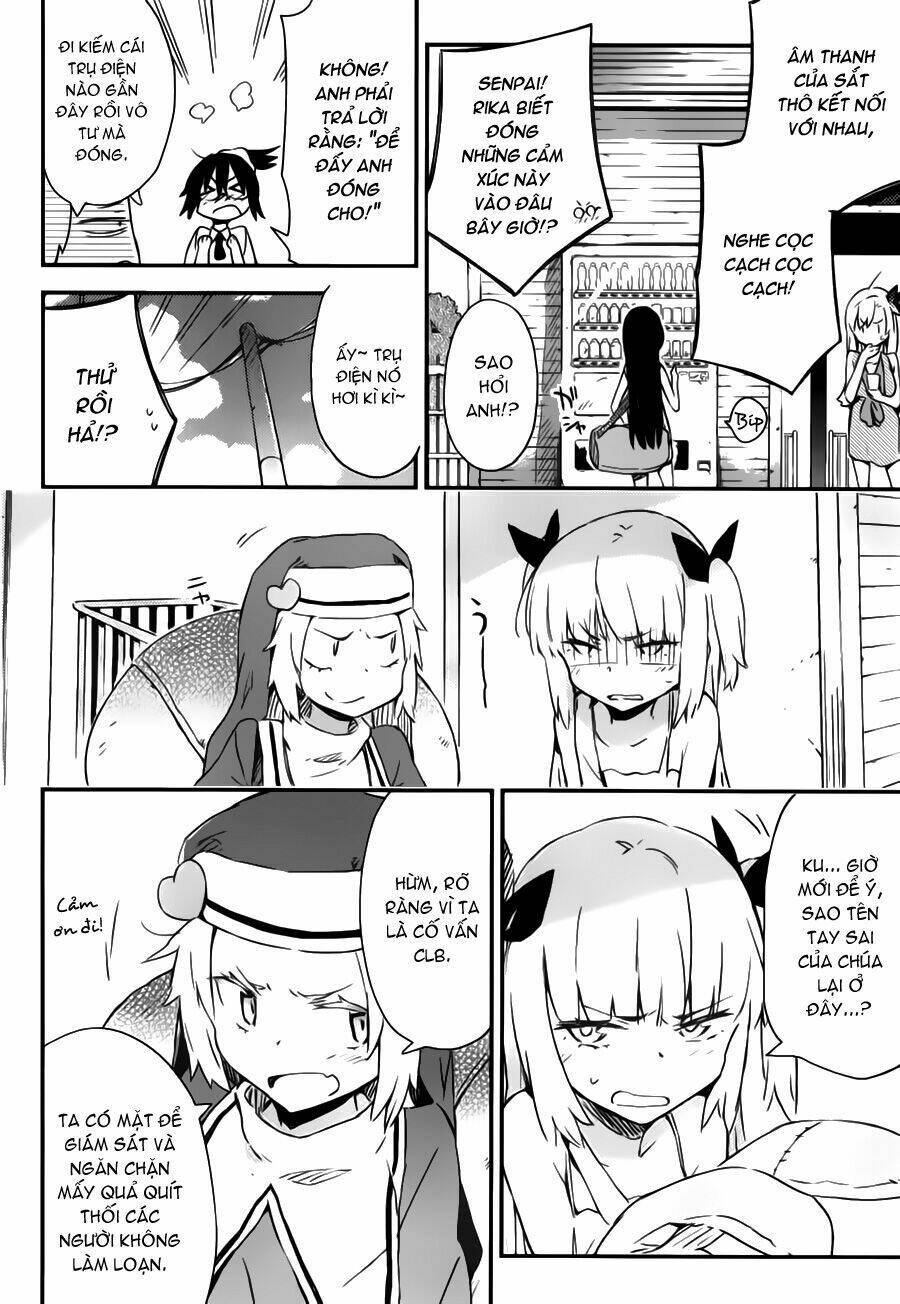 ÂM THANH
CỦA SẮT
THÔ KẾT NỐI
VỚI NHAU,
NGHE CỌC
CẠCH CỌC
CẠCH!
SENPAI!
RIKA BIẾT
ĐÓNG
NHỮNG CẢM
XÚC NÀY
VÀO ĐÂU
BÂY GIỜ!?
Bíp
SAO
HỎI
ANH!?
KHÔNG!
ANH PHẢI
TRẢ LỜI
RẰNG: "ĐỂ
ĐẤY ANH
ĐÓNG
CHO!"
ĐI KIẾM CÁI
TRỤ ĐIỆN
NÀO GẦN
ĐÂY RỒI VÔ
TƯ MÀ
ĐÓNG.
ẤY~ TRỤ
ĐIỆN NÓ
HƠI KÌ KÌ~
THỬ
RỒI
HẢ!?
KU... GIỜ
MỚI ĐỂ Ý,
SAO TÊN
TAY SAI
CỦA CHÚA
LẠI Ở
ĐÂY...?
HỪM, RÕ
RÀNG VÌ TA
LÀ CỐ VẤN
CLB.
Cảm
ơn đi!
TA CÓ MẶT ĐỂ
GIÁM SÁT VÀ
NGĂN CHẶN
MẤY QUẢ QUÍT
THỐI CÁC
NGƯỜI KHÔNG
LÀM LOẠN.